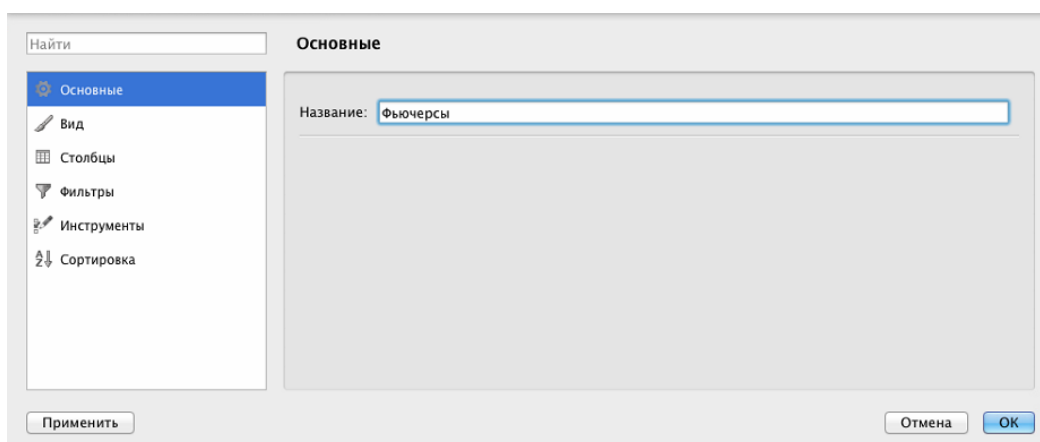 Найти
Основные
Основные
Вид
Столбцы
Фильтры
Инструменты
Сортировка
Название: Фьючерсы
Применить
Отмена
OK